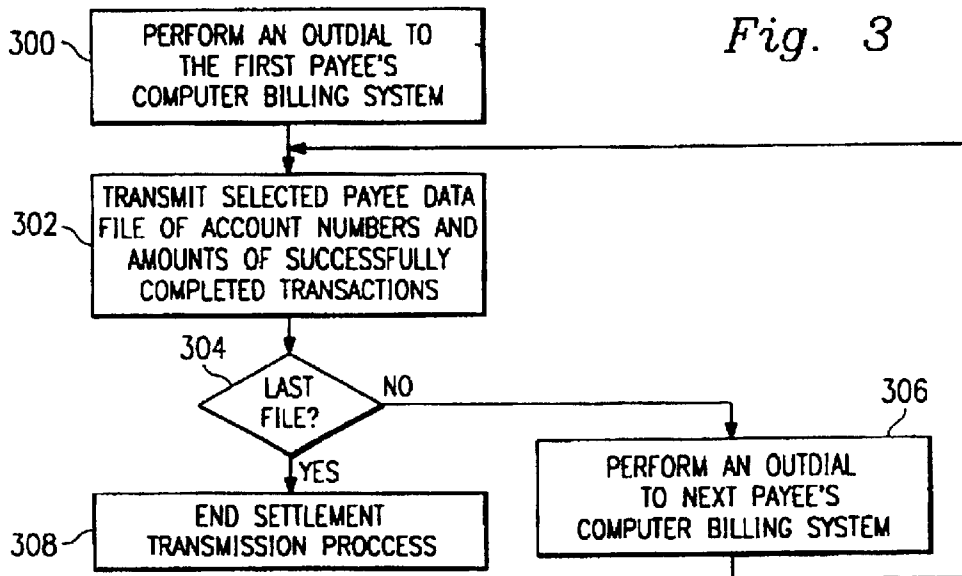 Fig. 3
300
PERFORM AN OUTDIAL TO
THE FIRST PAYEE'S
COMPUTER BILLING SYSTEM
302
TRANSMIT SELECTED PAYEE DATA
FILE OF ACCOUNT NUMBERS AND
AMOUNTS OF SUCCESSFULLY
COMPLETED TRANSACTIONS
304
LAST
FILE?
NO
YES
306
PERFORM AN OUTDIAL
TO NEXT PAYEE'S
COMPUTER BILLING SYSTEM
308
END SETTLEMENT
TRANSMISSION PROCCESS